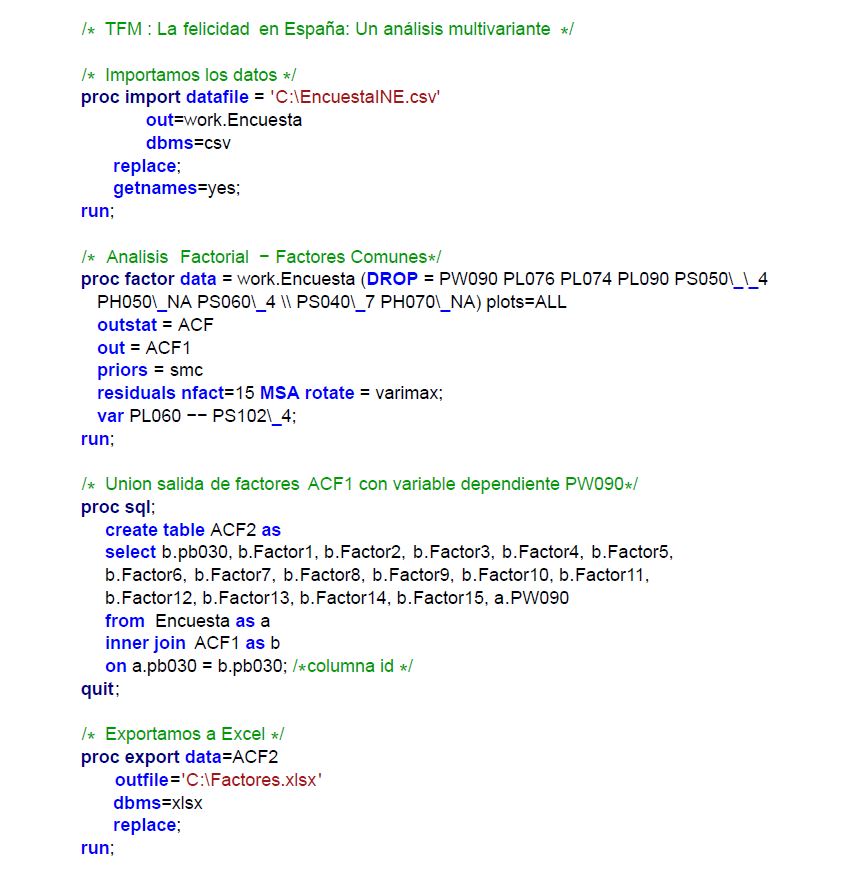 /* TFM : La felicidad en España: Un análisis multivariante */
/* Importamos los datos */
proc import datafile = 'C:\EncuestaINE.csv'
out=work.Encuesta
dbms=csv
replace;
getnames=yes;
run;
/* Analisis Factorial − Factores Comunes*/
proc factor data = work.Encuesta (DROP = PW090 PL076 PL074 PL090 PS050\_\_4
PH050\_NA PS060\_4 \\ PS040\_7 PH070\_NA) plots=ALL
outstat = ACF
out = ACF1
priors = smc
residuals nfact=15 MSA rotate = varimax;
var PL060 −− PS102\_4;
run;
/* Union salida de factores ACF1 con variable dependiente PW090*/
proc sql;
create table ACF2 as
select b.pb030, b.Factor1, b.Factor2, b.Factor3, b.Factor4, b.Factor5,
b.Factor6, b.Factor7, b.Factor8, b.Factor9, b.Factor10, b.Factor11,
b.Factor12, b.Factor13, b.Factor14, b.Factor15, a.PW090
from Encuesta as a
inner join ACF1 as b
on a.pb030 = b.pb030; /*columna id */
quit;
/* Exportamos a Excel */
proc export data=ACF2
outfile='C:\Factores.xlsx'
dbms=xlsx
replace;
run;